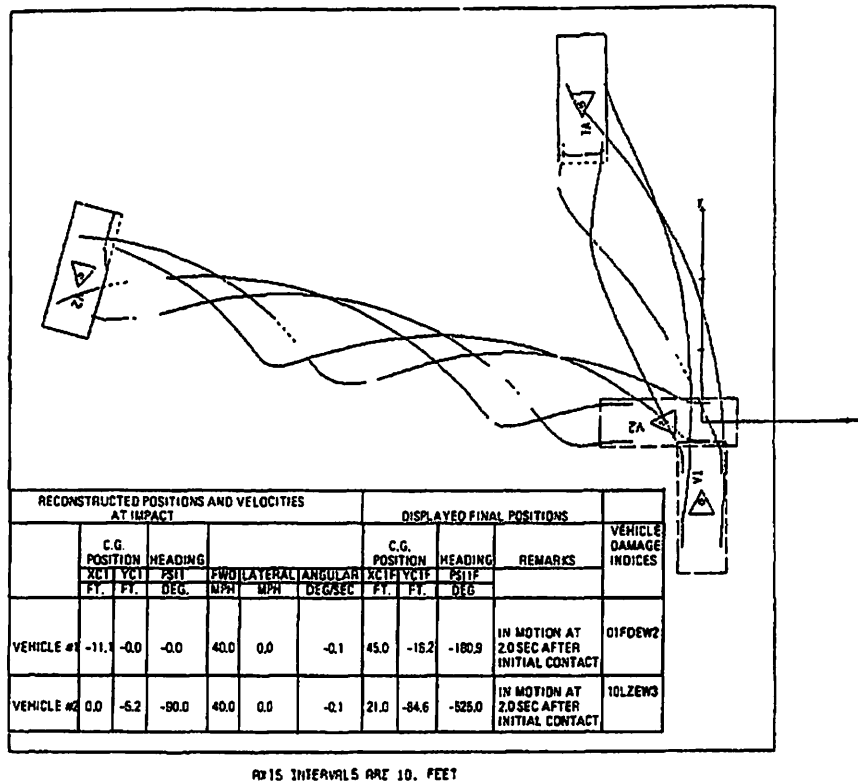 1A
V1
2A
X
V2
V1
RECONSTRUCTED POSITIONS AND VELOCITIES AT IMPACT
DISPLAYED FINAL POSITIONS
VEHICLE DAMAGE INDICES
C.G. POSITION HEADING
C.G. POSITION HEADING REMARKS
XC1 YC1 PSI1 FWD LATERAL ANGULAR XC1F YC1F PSI1F
FT. FT. DEG. MPH MPH DEG/SEC FT. FT. DEG
VEHICLE #1 -11.1 -0.0 -0.0 40.0 0.0 -0.1 45.0 -16.2 -180.9 IN MOTION AT 2.0 SEC AFTER INITIAL CONTACT 01FDEW2
VEHICLE #2 0.0 -5.2 -90.0 40.0 0.0 -0.1 21.0 -84.6 -525.0 IN MOTION AT 2.0 SEC AFTER INITIAL CONTACT 10LZEW3
AXIS INTERVALS ARE 10. FEET